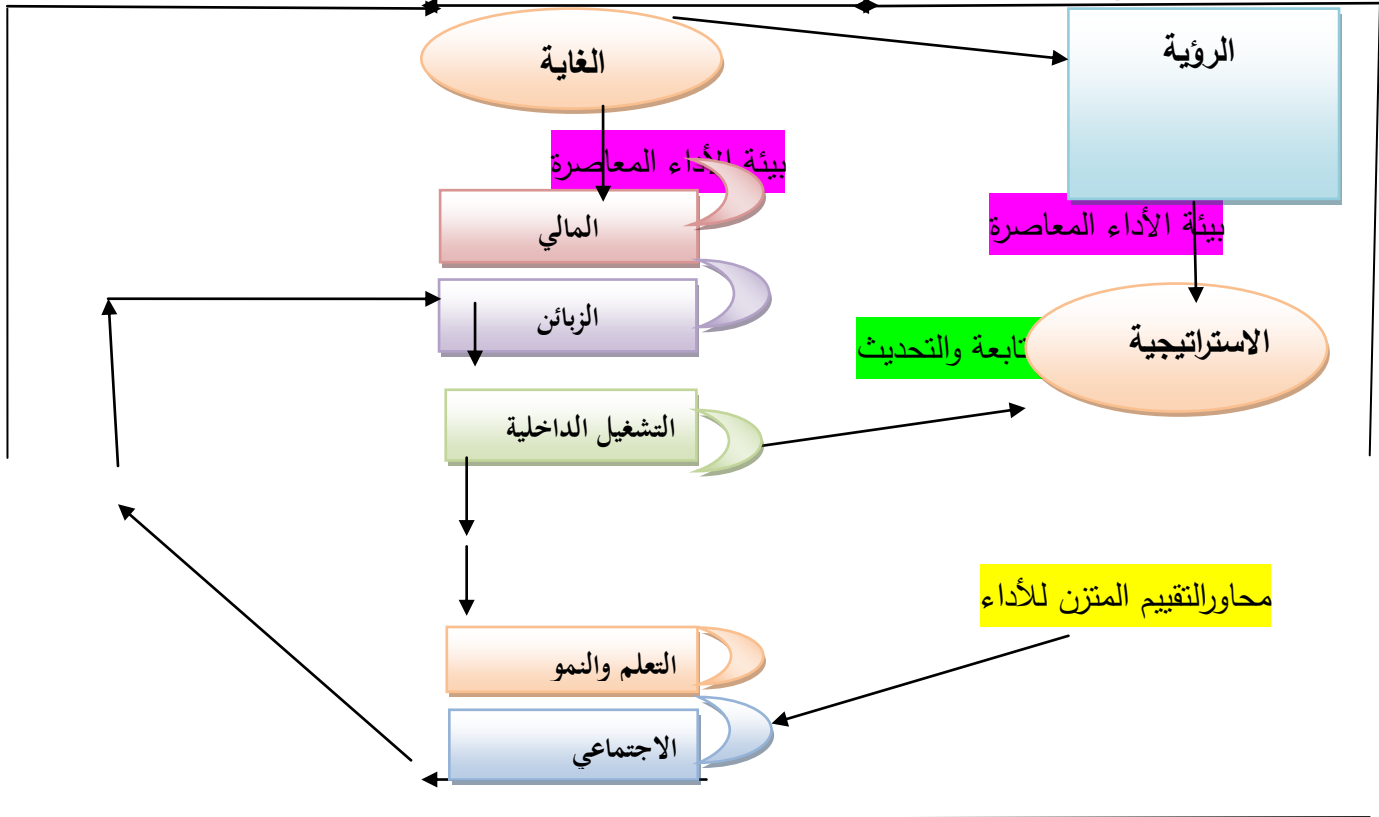 الرؤية
الغاية
بيئة الأداء المعاصرة
بيئة الأداء المعاصرة
المالي
الزبائن
الاستراتيجية
تابعة والتحديث
التشغيل الداخلية
محاورالتقييم المتزن للأداء
التعلم والنمو
الاجتماعي